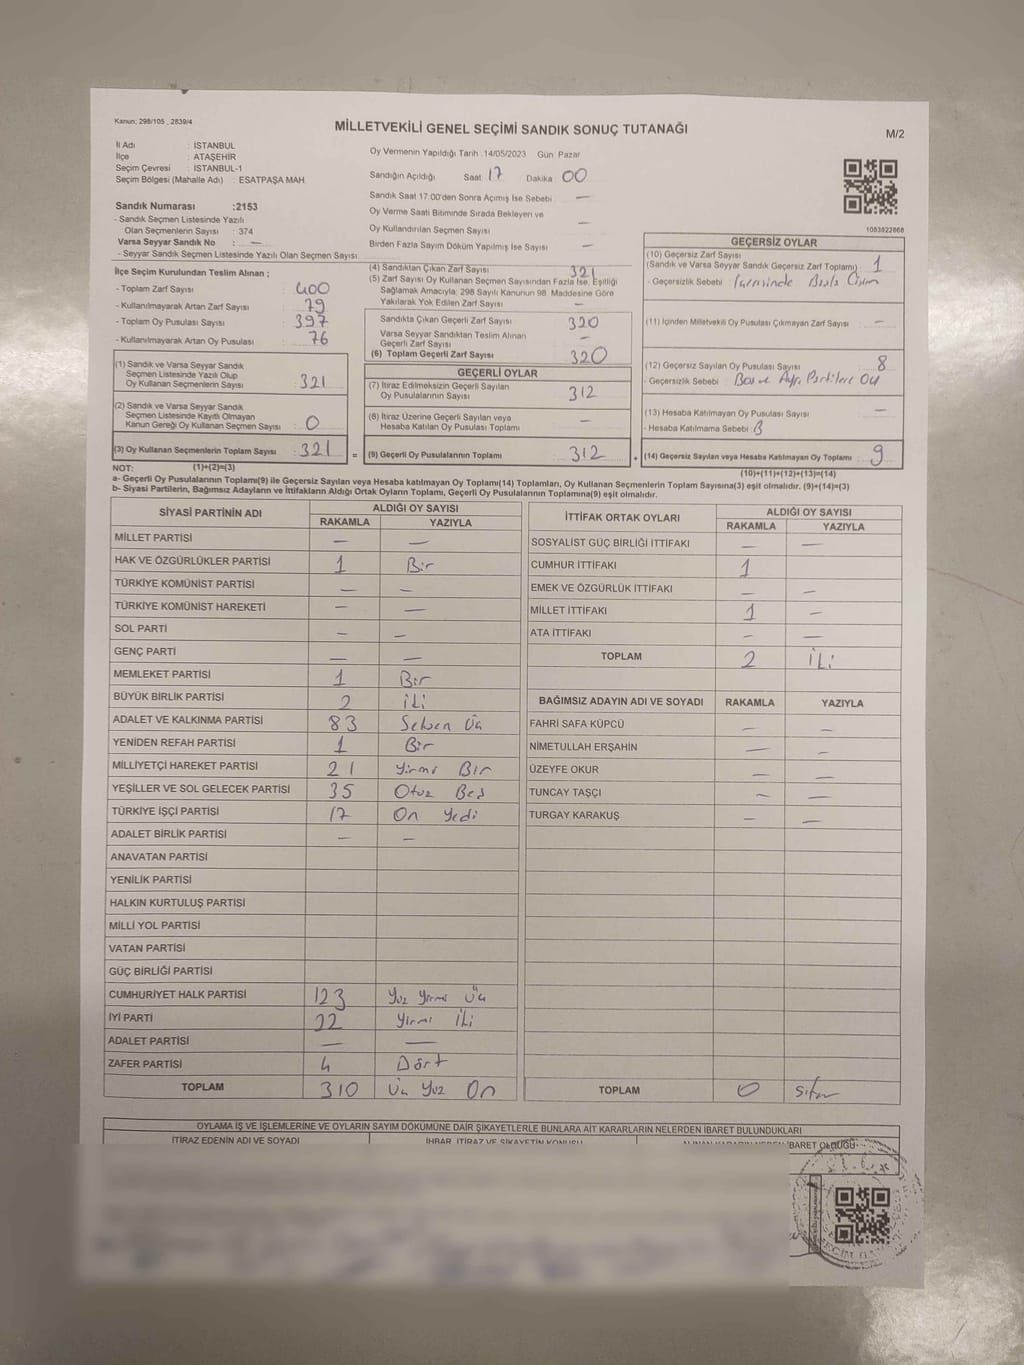 Kanun; 298/105 , 2839/4
MİLLETVEKİLİ GENEL SEÇİMİ SANDIK SONUÇ TUTANAĞI
M/2
İl Adı : İSTANBUL
İlçe : ATAŞEHİR
Seçim Çevresi : İSTANBUL-1
Seçim Bölgesi (Mahalle Adı) : ESATPAŞA MAH.
Sandık Numarası :2153
- Sandık Seçmen Listesinde Yazılı
Olan Seçmenlerin Sayısı : 374
Varsa Seyyar Sandık No : —
- Seyyar Sandık Seçmen Listesinde Yazılı Olan Seçmen Sayısı:
Oy Vermenin Yapıldığı Tarih :14/05/2023 Gün Pazar
Sandığın Açıldığı Saat 17 Dakika 00
Sandık Saat 17:00'den Sonra Açımış İse Sebebi —
Oy Verme Saati Bitiminde Sırada Bekleyen ve
Oy Kullandırılan Seçmen Sayısı —
Birden Fazla Sayım Döküm Yapılmış İse Sayısı —
1083822868
İlçe Seçim Kurulundan Teslim Alınan ;
- Toplam Zarf Sayısı : 400
- Kullanılmayarak Artan Zarf Sayısı : 79
- Toplam Oy Pusulası Sayısı : 397
- Kullanılmayarak Artan Oy Pusulası : 76
(1) Sandık ve Varsa Seyyar Sandık
Seçmen Listesinde Yazılı Olup
Oy Kullanan Seçmenlerin Sayısı : 321
(2) Sandık ve Varsa Seyyar Sandık
Seçmen Listesinde Kayıtlı Olmayan
Kanun Gereği Oy Kullanan Seçmen Sayısı : 0
(3) Oy Kullanan Seçmenlerin Toplam Sayısı : 321
(4) Sandıktan Çıkan Zarf Sayısı 321
(5) Zarf Sayısı Oy Kullanan Seçmen Sayısından Fazla İse, Eşitliği
Sağlamak Amacıyla; 298 Sayılı Kanunun 98. Maddesine Göre
Yakılarak Yok Edilen Zarf Sayısı —
Sandıkta Çıkan Geçerli Zarf Sayısı 320
Varsa Seyyar Sandıktan Teslim Alınan
Geçerli Zarf Sayısı —
(6) Toplam Geçerli Zarf Sayısı 320
GEÇERLİ OYLAR
(7) İtiraz Edilmeksizin Geçerli Sayılan
Oy Pusulalarının Sayısı 312
(8) İtiraz Üzerine Geçerli Sayılan veya
Hesaba Katılan Oy Pusulası Toplamı —
= (9) Geçerli Oy Pusulalarının Toplamı 312 +
GEÇERSİZ OYLAR
(10) Geçersiz Zarf Sayısı
(Sandık ve Varsa Seyyar Sandık Geçersiz Zarf Toplamı) 1
- Geçersizlik Sebebi
(11) İçinden Milletvekili Oy Pusulası Çıkmayan Zarf Sayısı —
(12) Geçersiz Sayılan Oy Pusulası Sayısı 8
- Geçersizlik Sebebi : Bos ve Ayrı Partilere Oy
(13) Hesaba Katılmayan Oy Pusulası Sayısı —
- Hesaba Katılmama Sebebi
(14) Geçersiz Sayılan veya Hesaba Katılmayan Oy Toplamı : 9
NOT: (1)+(2)=(3)
(10)+(11)+(12)+(13)=(14)
a- Geçerli Oy Pusulalarının Toplamı(9) ile Geçersiz Sayılan veya Hesaba katılmayan Oy Toplamı(14) Toplamları, Oy Kullanan Seçmenlerin Toplam Sayısına(3) eşit olmalıdır. (9)+(14)=(3)
b- Siyasi Partilerin, Bağımsız Adayların ve İttifakların Aldığı Ortak Oyların Toplamı, Geçerli Oy Pusulalarının Toplamına(9) eşit olmalıdır.
SİYASİ PARTİNİN ADI ALDIĞI OY SAYISI
RAKAMLA YAZIYLA
MİLLET PARTİSİ — —
HAK VE ÖZGÜRLÜKLER PARTİSİ 1 Bir
TÜRKİYE KOMÜNİST PARTİSİ — —
TÜRKİYE KOMÜNİST HAREKETİ — —
SOL PARTİ — —
GENÇ PARTİ — —
MEMLEKET PARTİSİ 1 Bir
BÜYÜK BİRLİK PARTİSİ 2 iki
ADALET VE KALKINMA PARTİSİ 83 Seksen Üç
YENİDEN REFAH PARTİSİ 1 Bir
MİLLİYETÇİ HAREKET PARTİSİ 21 Yirmi Bir
YEŞİLLER VE SOL GELECEK PARTİSİ 35 Otuz Beş
TÜRKİYE İŞÇİ PARTİSİ 17 On Yedi
ADALET BİRLİK PARTİSİ — —
ANAVATAN PARTİSİ
YENİLİK PARTİSİ
HALKIN KURTULUŞ PARTİSİ
MİLLİ YOL PARTİSİ
VATAN PARTİSİ
GÜÇ BİRLİĞİ PARTİSİ
CUMHURİYET HALK PARTİSİ 123 Yüz Yirmi Üç
İYİ PARTİ 22 Yirmi iki
ADALET PARTİSİ — —
ZAFER PARTİSİ 4 Dört
TOPLAM 310 Üç Yüz On
İTTİFAK ORTAK OYLARI ALDIĞI OY SAYISI
RAKAMLA YAZIYLA
SOSYALİST GÜÇ BİRLİĞİ İTTİFAKI — —
CUMHUR İTTİFAKI 1
EMEK VE ÖZGÜRLÜK İTTİFAKI — —
MİLLET İTTİFAKI 1 —
ATA İTTİFAKI — —
TOPLAM 2 iki
BAĞIMSIZ ADAYIN ADI VE SOYADI RAKAMLA YAZIYLA
FAHRİ SAFA KÜPCÜ — —
NİMETULLAH ERŞAHİN — —
ÜZEYFE OKUR — —
TUNCAY TAŞÇI — —
TURGAY KARAKUŞ — —
TOPLAM 0 Sıfır
OYLAMA İŞ VE İŞLEMLERİNE VE OYLARIN SAYIM DÖKÜMÜNE DAİR ŞİKAYETLERLE BUNLARA AİT KARARLARIN NELERDEN İBARET BULUNDUKLARI
İTİRAZ EDENİN ADI VE SOYADI İHBAR, İTİRAZ VE ŞİKAYETİN KONUSU İBARET OLDUĞU